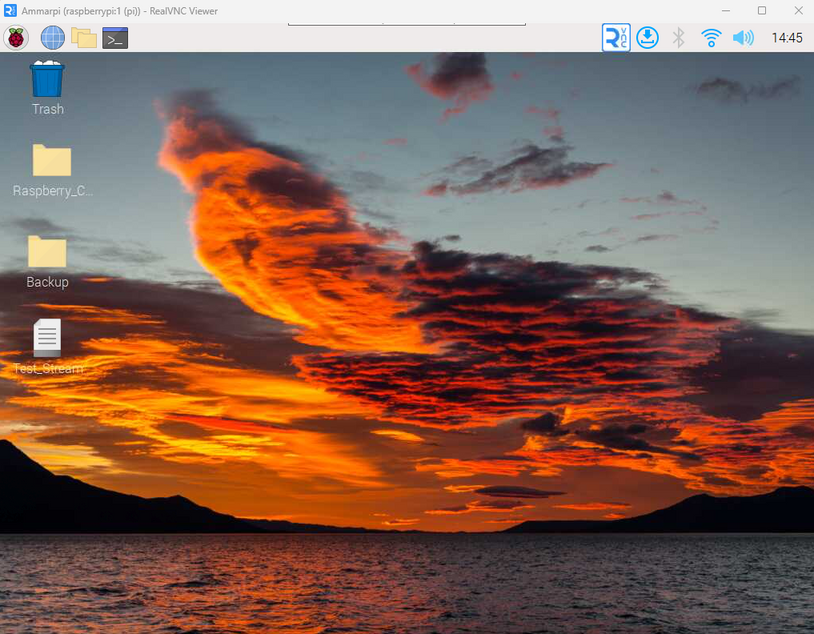 Ammarpi (raspberrypi:1 (pi)) - RealVNC Viewer
14:45
Trash
Raspberry_C...
Backup
Test_Stream